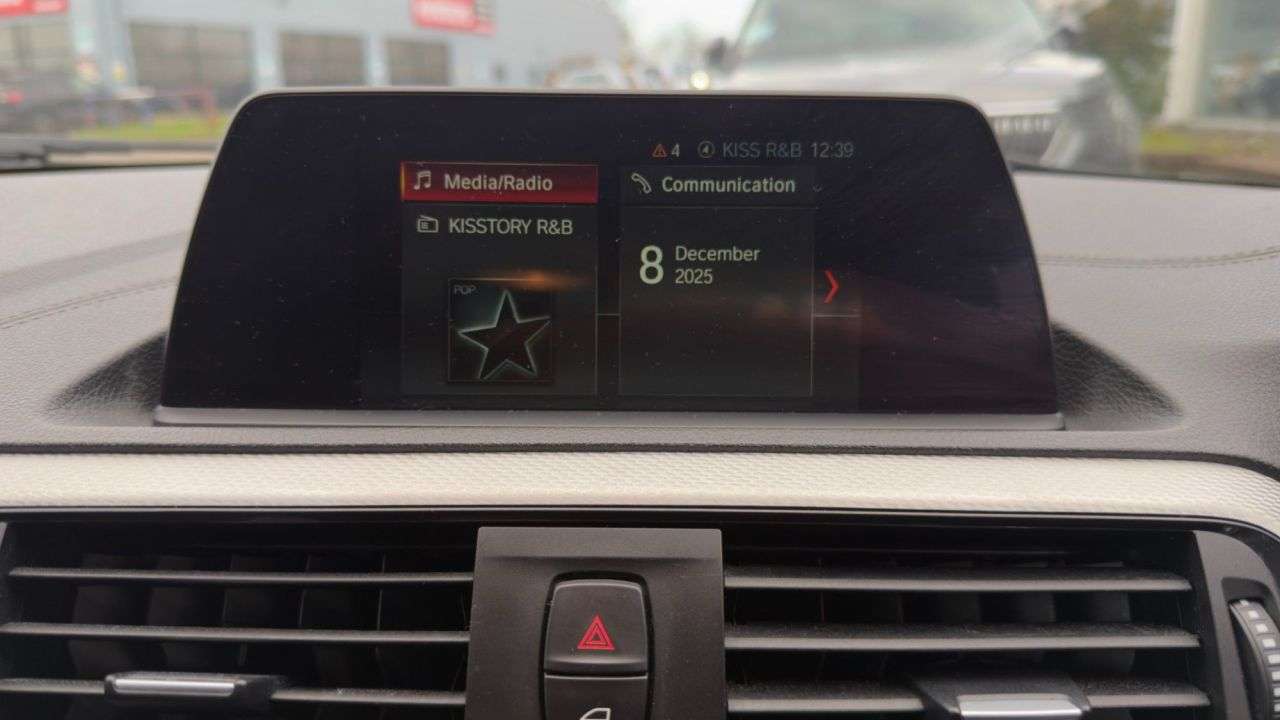 4 KISS R&B 12:39
Media/Radio
KISSTORY R&B
POP
Communication
8 December
2025